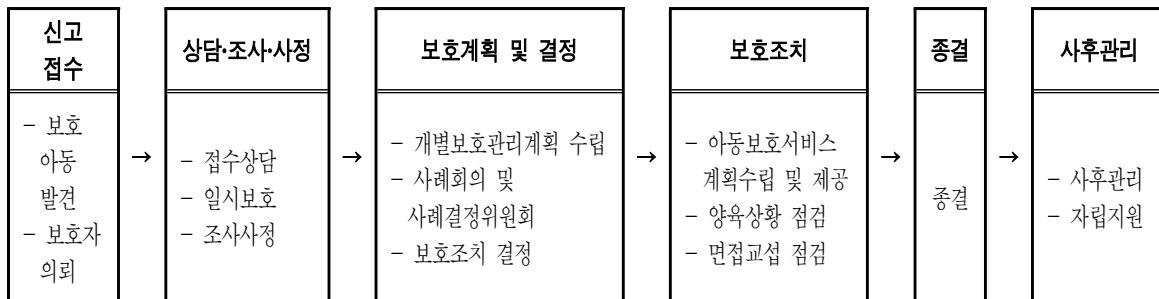 신고
접수
– 보호
아동
발견
– 보호자
의뢰
→
상담·조사·사정
– 접수상담
– 일시보호
– 조사사정
→
보호계획 및 결정
– 개별보호관리계획 수립
– 사례회의 및
사례결정위원회
– 보호조치 결정
→
보호조치
– 아동보호서비스
계획수립 및 제공
– 양육상황 점검
– 면접교섭 점검
→
종결
종결
→
사후관리
– 사후관리
– 자립지원